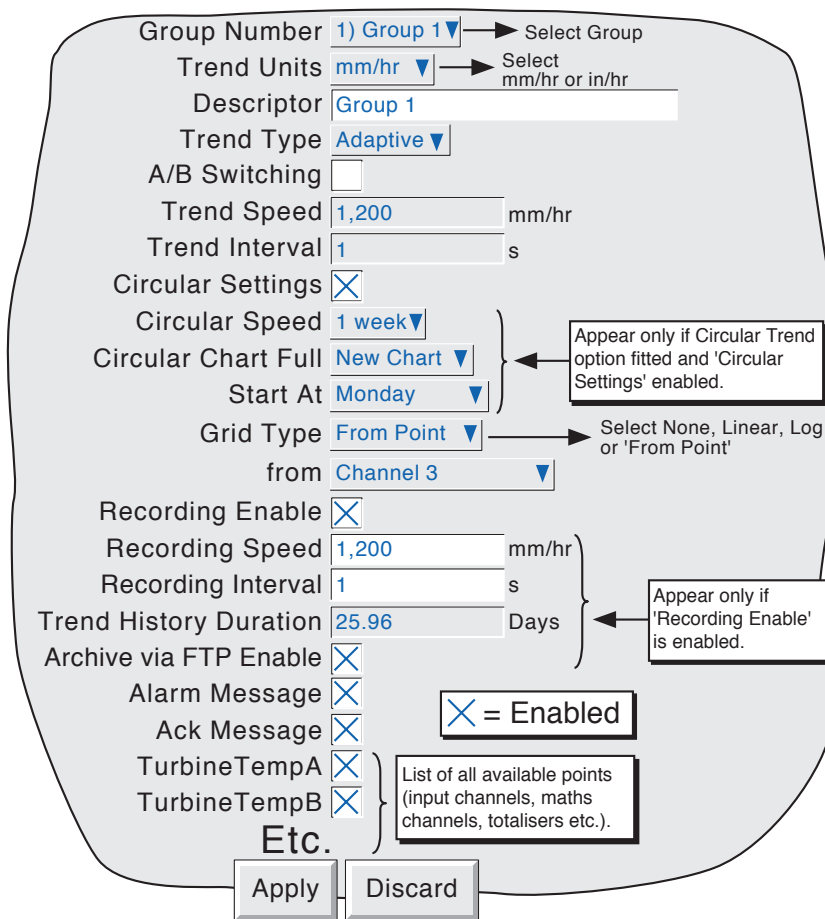 Group Number 1) Group 1 Select Group
Trend Units mm/hr Select mm/hr or in/hr
Descriptor Group 1
Trend Type Adaptive
A/B Switching
Trend Speed 1,200 mm/hr
Trend Interval 1 s
Circular Settings
Circular Speed 1 week
Circular Chart Full New Chart
Start At Monday
Appear only if Circular Trend
option fitted and 'Circular
Settings' enabled.
Grid Type From Point Select None, Linear, Log
or 'From Point'
from Channel 3
Recording Enable
Recording Speed 1,200 mm/hr
Recording Interval 1 s
Trend History Duration 25.96 Days
Archive via FTP Enable
Appear only if
'Recording Enable'
is enabled.
Alarm Message
Ack Message
= Enabled
TurbineTempA
TurbineTempB
Etc.
List of all available points
(input channels, maths
channels, totalisers etc.).
Apply Discard